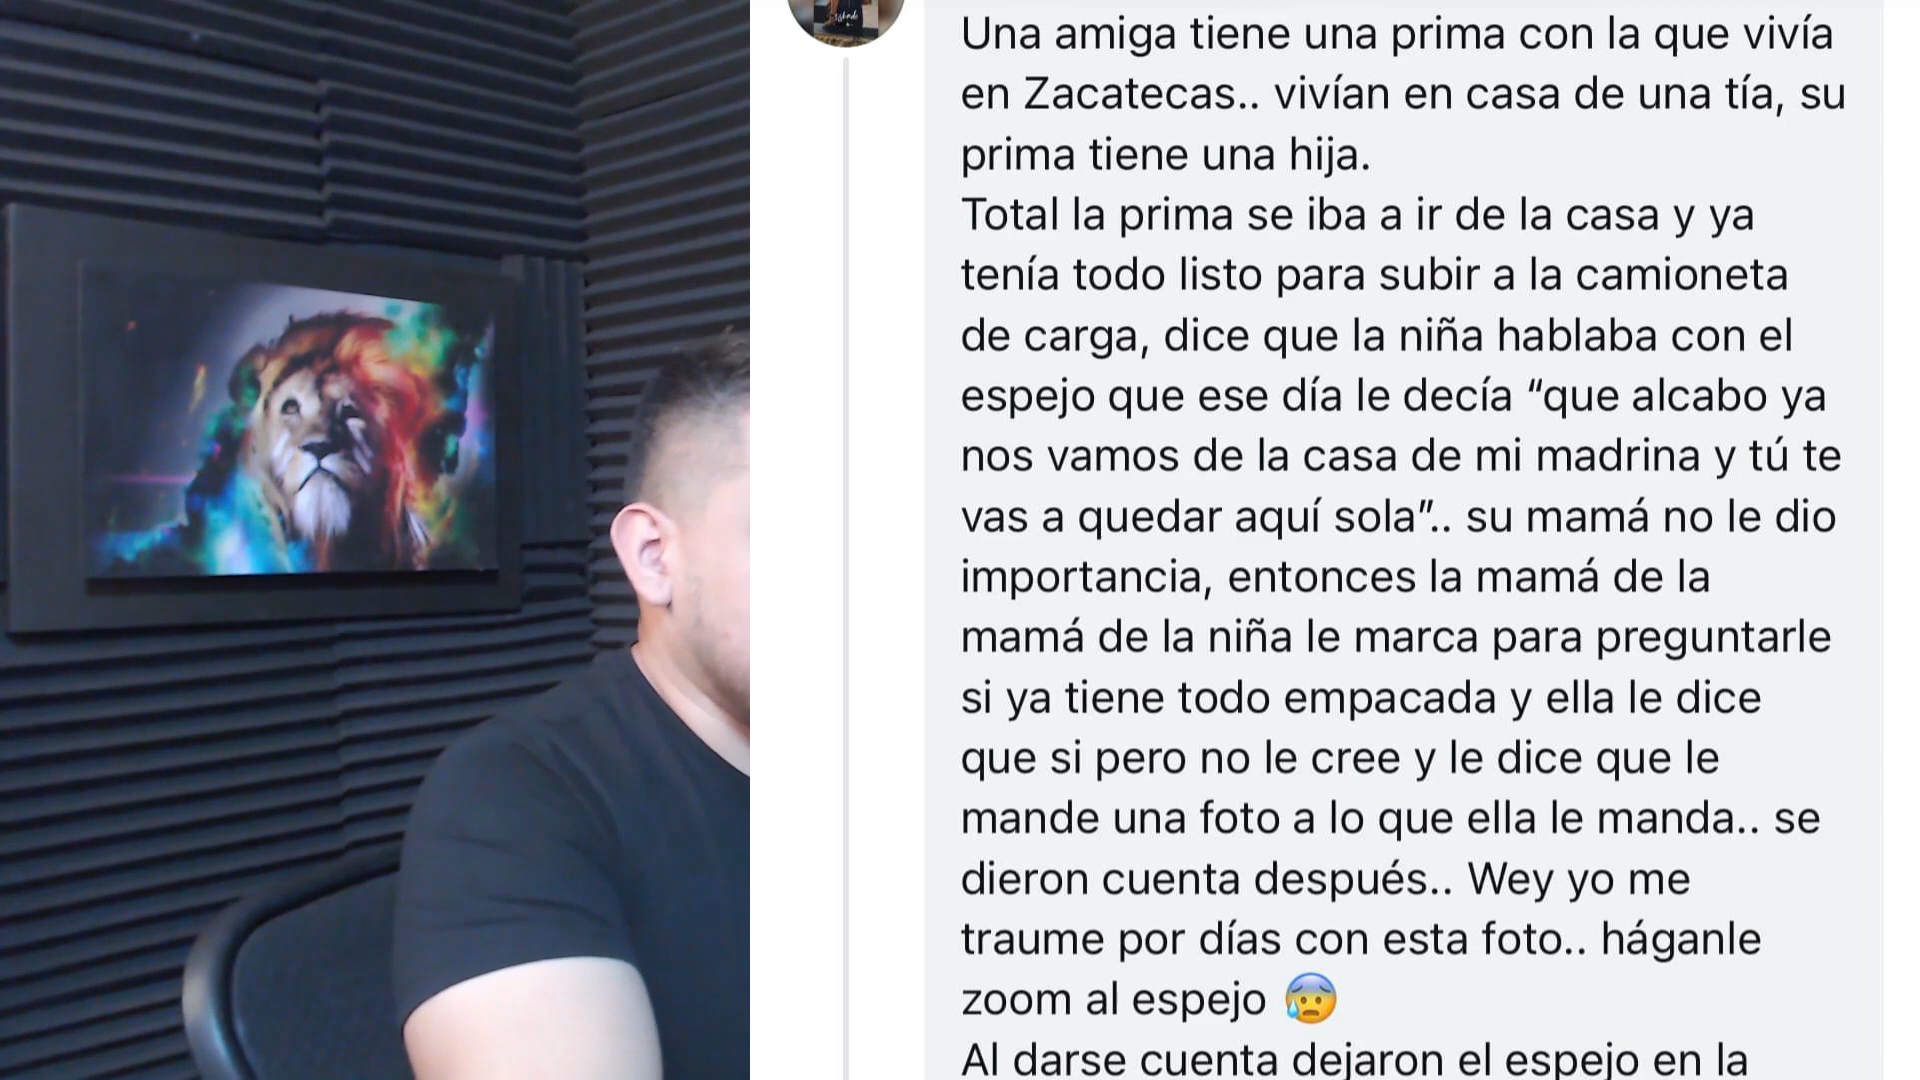 Una amiga tiene una prima con la que vivía
en Zacatecas.. vivían en casa de una tía, su
prima tiene una hija.
Total la prima se iba a ir de la casa y ya
tenía todo listo para subir a la camioneta
de carga, dice que la niña hablaba con el
espejo que ese día le decía “que alcabo ya
nos vamos de la casa de mi madrina y tú te
vas a quedar aquí sola”.. su mamá no le dio
importancia, entonces la mamá de la
mamá de la niña le marca para preguntarle
si ya tiene todo empacada y ella le dice
que si pero no le cree y le dice que le
mande una foto a lo que ella le manda.. se
dieron cuenta después.. Wey yo me
traume por días con esta foto.. háganle
zoom al espejo 😰
Al darse cuenta dejaron el espejo en la